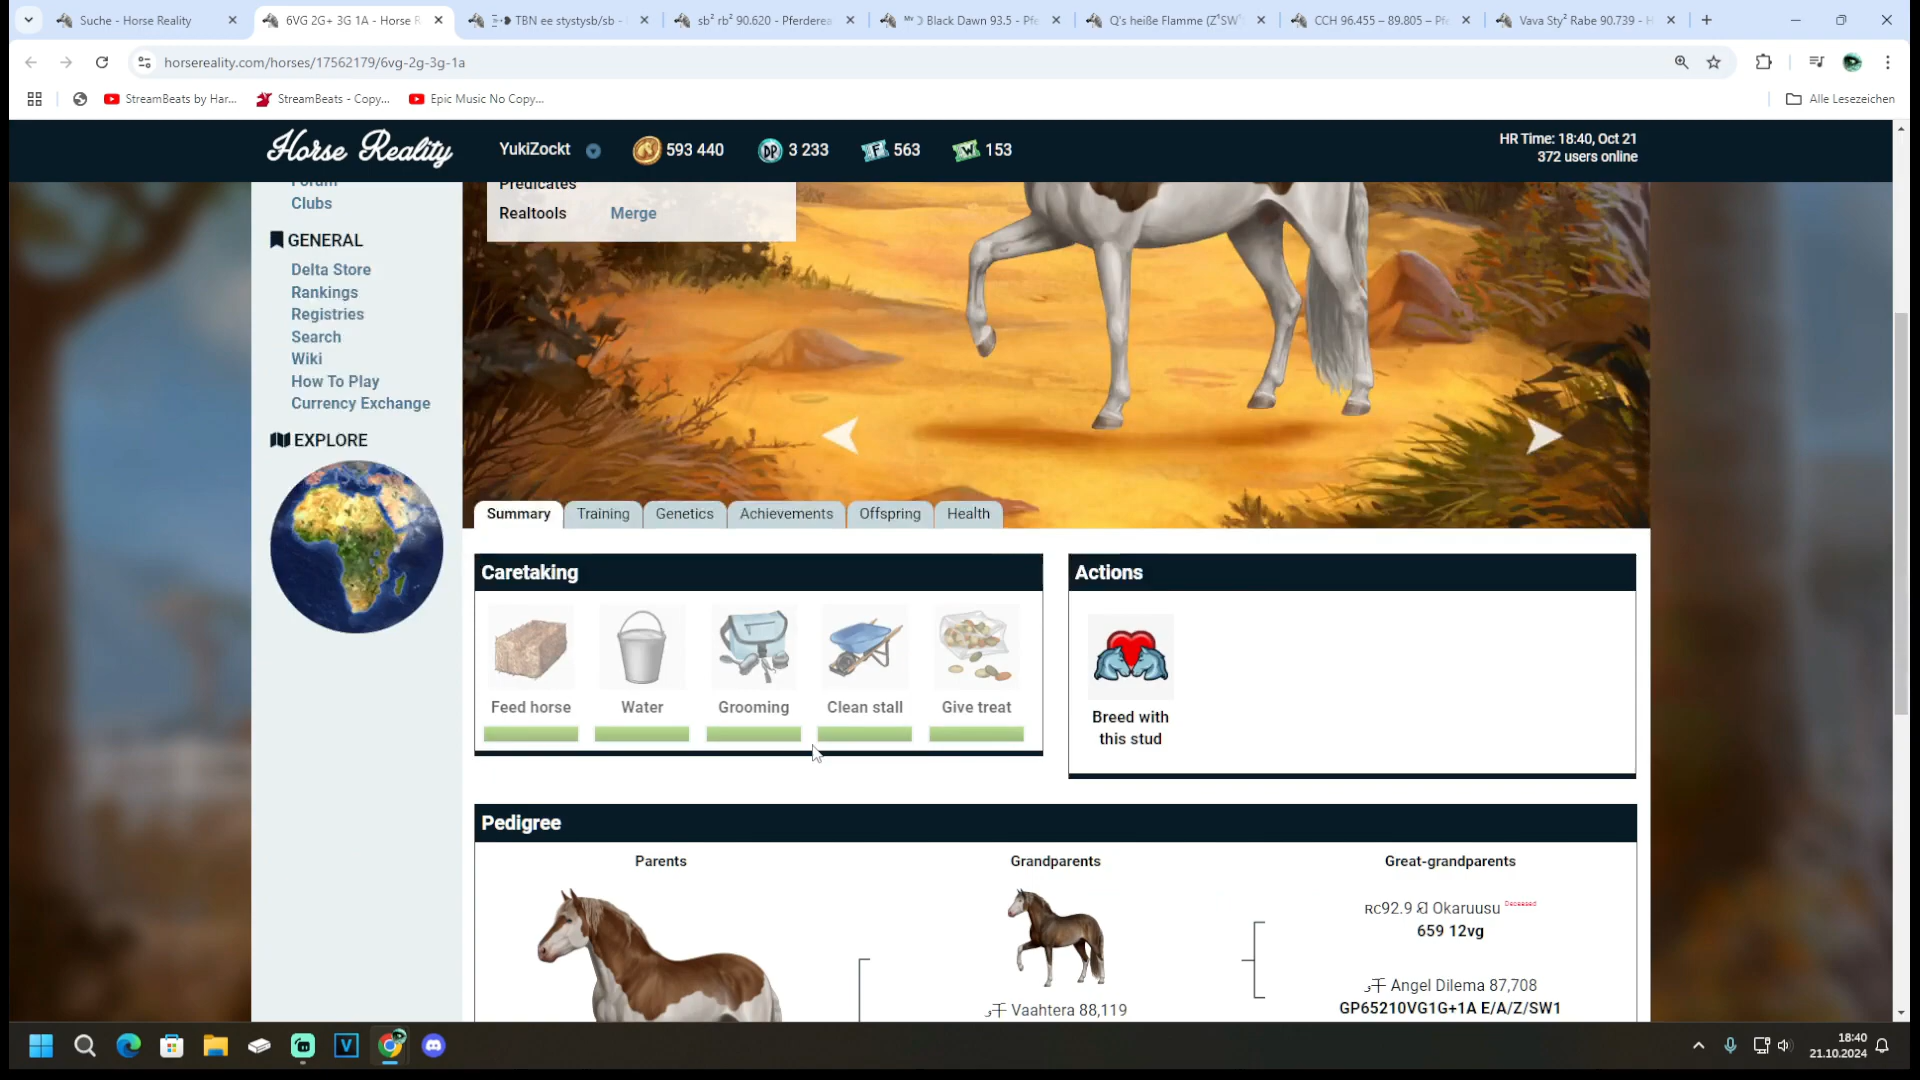 Suche - Horse Reality
6VG 2G+ 3G 1A - Horse R
TBN ee stystysb/sb -
sb² rb² 90.620 - Pferderea
Black Dawn 93.5 - Pfe
Q's heiße Flamme (Z¹SW¹
CCH 96.455 – 89.805 – Pf
Vava Sty² Rabe 90.739 - H
horsereality.com/horses/17562179/6vg-2g-3g-1a
StreamBeats by Har...
StreamBeats - Copy...
Epic Music No Copy...
Alle Lesezeichen
Horse Reality
YukiZockt
593 440
DP 3 233
F 563
W 153
HR Time: 18:40, Oct 21
372 users online
Forum
Clubs
GENERAL
Delta Store
Rankings
Registries
Search
Wiki
How To Play
Currency Exchange
EXPLORE
Predicates
Realtools Merge
Summary Training Genetics Achievements Offspring Health
Caretaking
Feed horse
Water
Grooming
Clean stall
Give treat
Actions
Breed with
this stud
Pedigree
Parents
Grandparents
Great-grandparents
Okaruusu Deceased
659 12vg
Angel Dilema 87,708
GP65210VG1G+1A E/A/Z/SW1
Vaahtera 88,119
V
18:40
21.10.2024